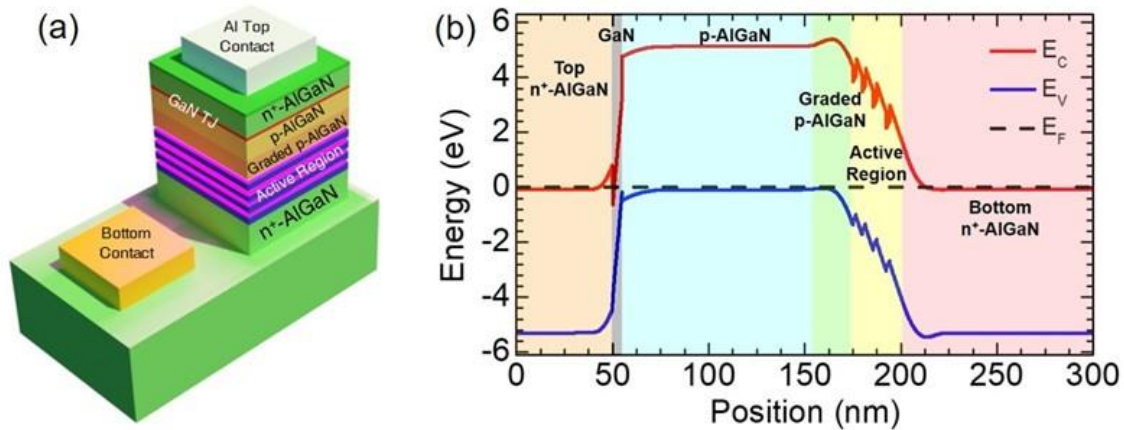 (a)
Al Top
Contact
GaN TJ
n⁺-AlGaN
p-AlGaN
Graded p-AlGaN
Active Region
n⁺-AlGaN
Bottom
Contact
(b)
6
4
2
0
-2
-4
-6
Energy (eV)
GaN
p-AlGaN
Top
n⁺-AlGaN
Graded
p-AlGaN
Active
Region
E_C
E_V
E_F
Bottom
n⁺-AlGaN
0 50 100 150 200 250 300
Position (nm)